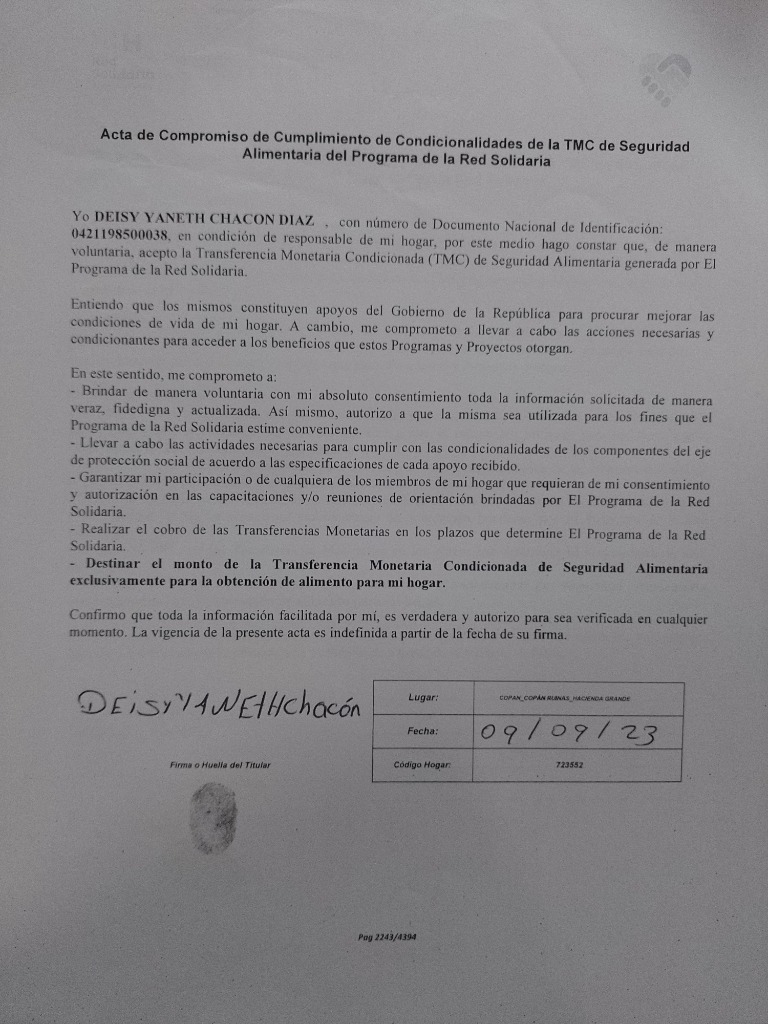 Acta de Compromiso de Cumplimiento de Condicionalidades de la TMC de Seguridad
Alimentaria del Programa de la Red Solidaria
Yo DEISY YANETH CHACON DIAZ , con número de Documento Nacional de Identificación:
0421198500038, en condición de responsable de mi hogar, por este medio hago constar que, de manera
voluntaria, acepto la Transferencia Monetaria Condicionada (TMC) de Seguridad Alimentaria generada por El
Programa de la Red Solidaria.
Entiendo que los mismos constituyen apoyos del Gobierno de la República para procurar mejorar las
condiciones de vida de mi hogar. A cambio, me comprometo a llevar a cabo las acciones necesarias y
condicionantes para acceder a los beneficios que estos Programas y Proyectos otorgan.
En este sentido, me comprometo a:
- Brindar de manera voluntaria con mi absoluto consentimiento toda la información solicitada de manera
veraz, fidedigna y actualizada. Así mismo, autorizo a que la misma sea utilizada para los fines que el
Programa de la Red Solidaria estime conveniente.
- Llevar a cabo las actividades necesarias para cumplir con las condicionalidades de los componentes del eje
de protección social de acuerdo a las especificaciones de cada apoyo recibido.
- Garantizar mi participación o de cualquiera de los miembros de mi hogar que requieran de mi consentimiento
y autorización en las capacitaciones y/o reuniones de orientación brindadas por El Programa de la Red
Solidaria.
- Realizar el cobro de las Transferencias Monetarias en los plazos que determine El Programa de la Red
Solidaria.
- Destinar el monto de la Transferencia Monetaria Condicionada de Seguridad Alimentaria
exclusivamente para la obtención de alimento para mi hogar.
Confirmo que toda la información facilitada por mí, es verdadera y autorizo para sea verificada en cualquier
momento. La vigencia de la presente acta es indefinida a partir de la fecha de su firma.
DEiSYYANEtHChacón
Firma o Huella del Titular
Lugar: COPAN_COPÁN RUINAS_HACIENDA GRANDE
Fecha: 09/09/23
Código Hogar: 723552
Pag 2243/4394